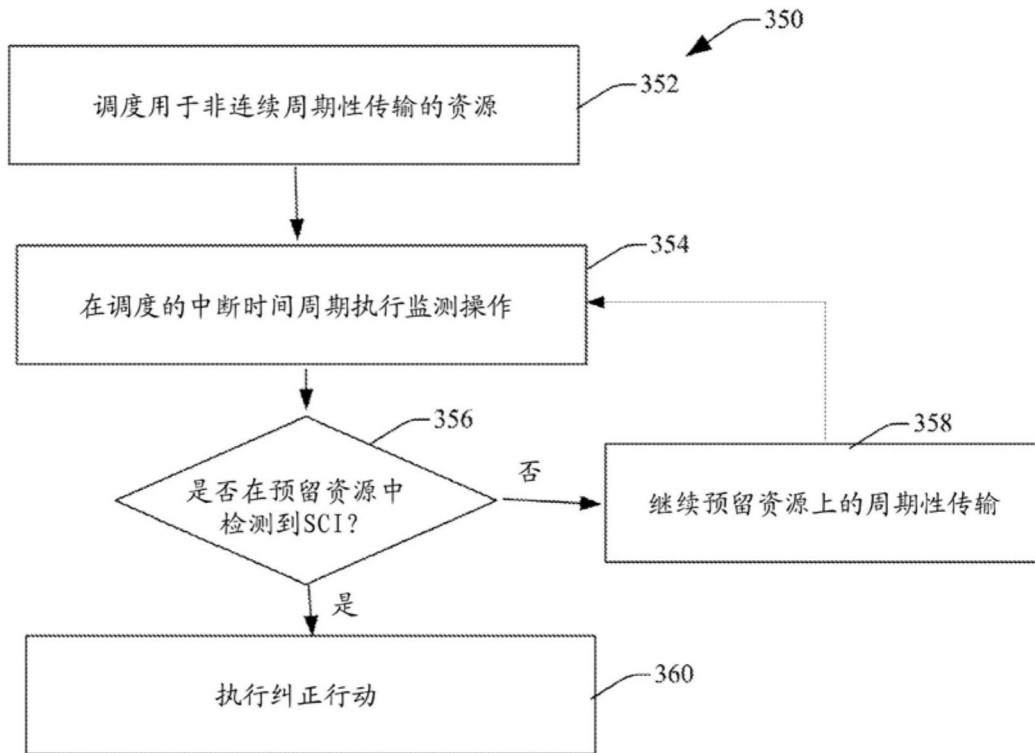 350
352
调度用于非连续周期性传输的资源
354
在调度的中断时间周期执行监测操作
356
是否在预留资源中
检测到SCI?
否
358
继续预留资源上的周期性传输
是
360
执行纠正行动